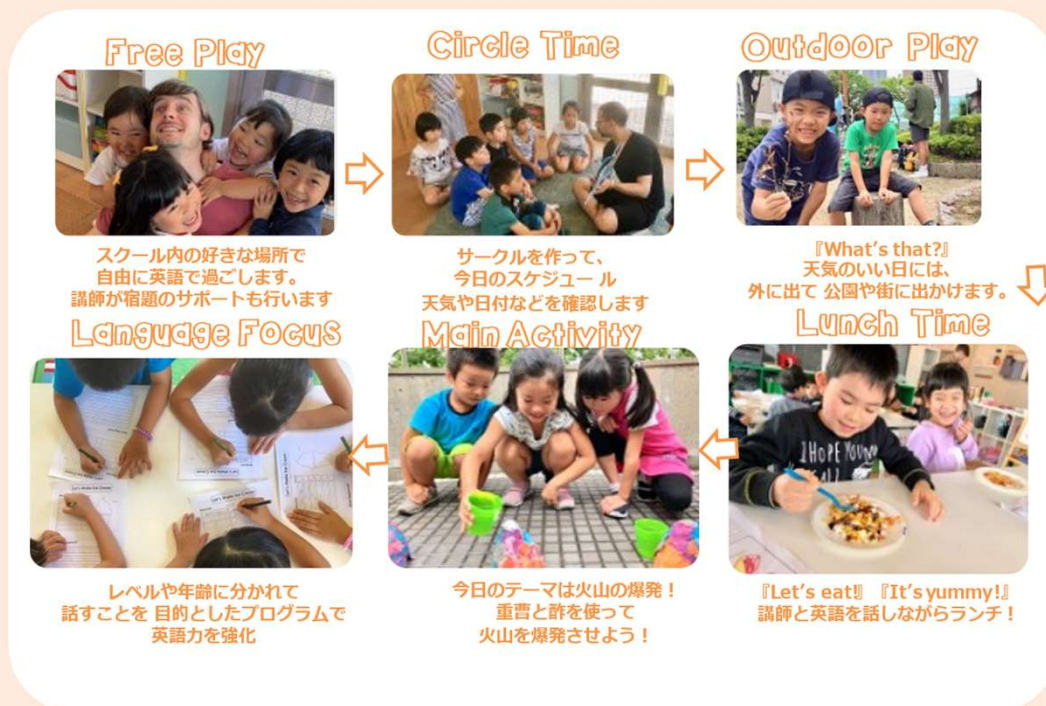 Free Play
スクール内の好きな場所で
自由に英語で過ごします。
講師が宿題のサポートも行います
Circle Time
サークルを作って、
今日のスケジュール
天気や日付などを確認します
Outdoor Play
『What's that?』
天気のいい日には、
外に出て 公園や街に出かけます。
Lunch Time
I HOPE YOU
『Let's eat!』『It's yummy!』
講師と英語を話しながらランチ！
Main Activity
今日のテーマは火山の爆発！
重曹と酢を使って
火山を爆発させよう！
Language Focus
Let's Make Ice Cream
レベルや年齢に分かれて
話すことを 目的としたプログラムで
英語力を強化